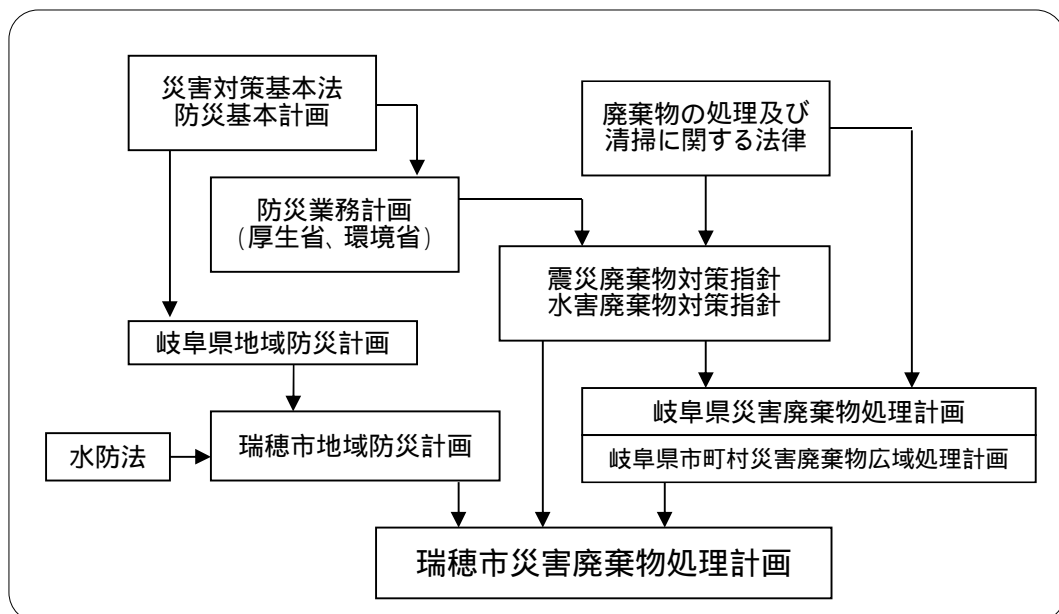 災害対策基本法
防災基本計画
廃棄物の処理及び
清掃に関する法律
防災業務計画
(厚生省、環境省)
震災廃棄物対策指針
水害廃棄物対策指針
岐阜県地域防災計画
岐阜県災害廃棄物処理計画
水防法
瑞穂市地域防災計画
岐阜県市町村災害廃棄物広域処理計画
瑞穂市災害廃棄物処理計画